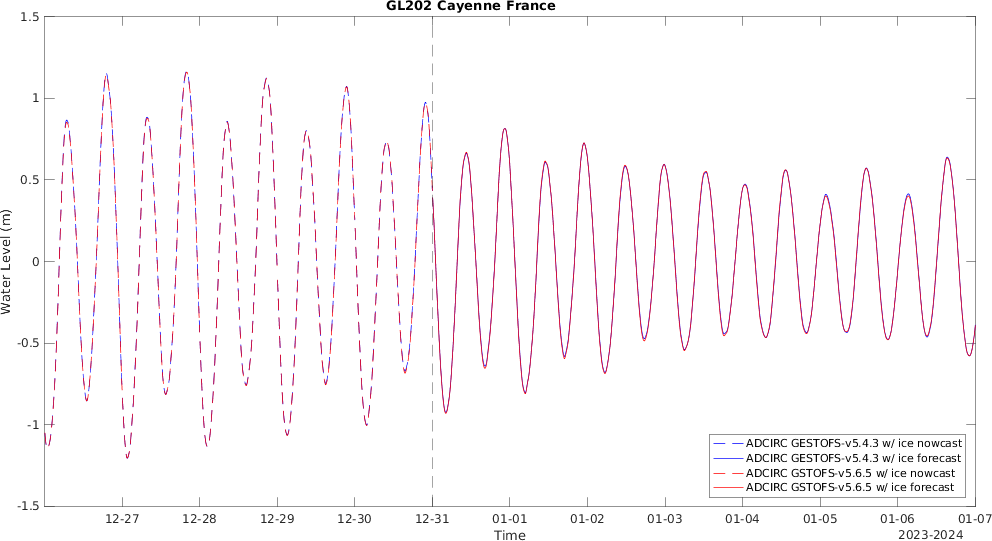 GL202 Cayenne France
1.5
1
0.5
0
-0.5
-1
-1.5
Water Level (m)
ADCIRC GESTOFS-v5.4.3 w/ ice nowcast
ADCIRC GESTOFS-v5.4.3 w/ ice forecast
ADCIRC GSTOFS-v5.6.5 w/ ice nowcast
ADCIRC GSTOFS-v5.6.5 w/ ice forecast
12-27 12-28 12-29 12-30 12-31 01-01 01-02 01-03 01-04 01-05 01-06 01-07
Time
2023-2024